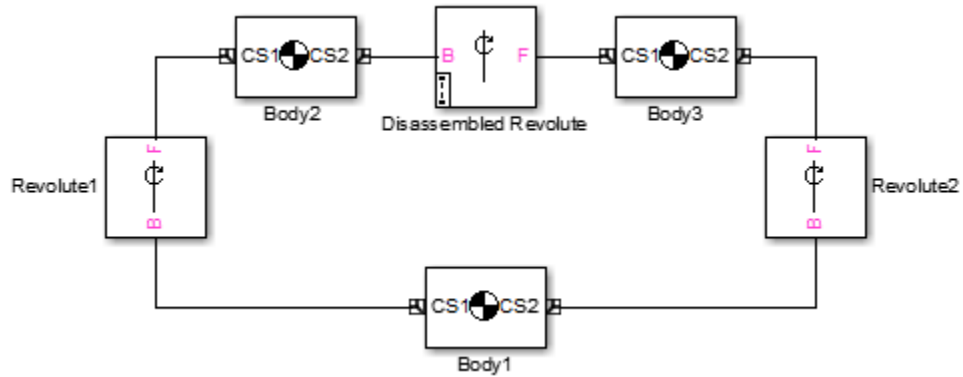 CS1 CS2
Body2
B F
Disassembled Revolute
CS1 CS2
Body3
Revolute1
F
B
F
B
Revolute2
CS1 CS2
Body1